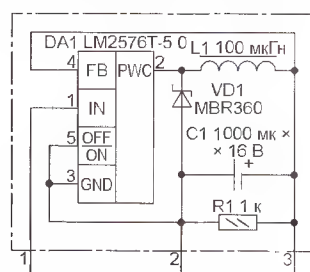 DA1 LM2576T-5 0
L1 100 мкГн
4 FB PWC 2
1 IN
VD1
MBR360
C1 1000 мк ×
× 16 В
5 OFF
ON
+
3 GND
R1 1 к
1 2 3